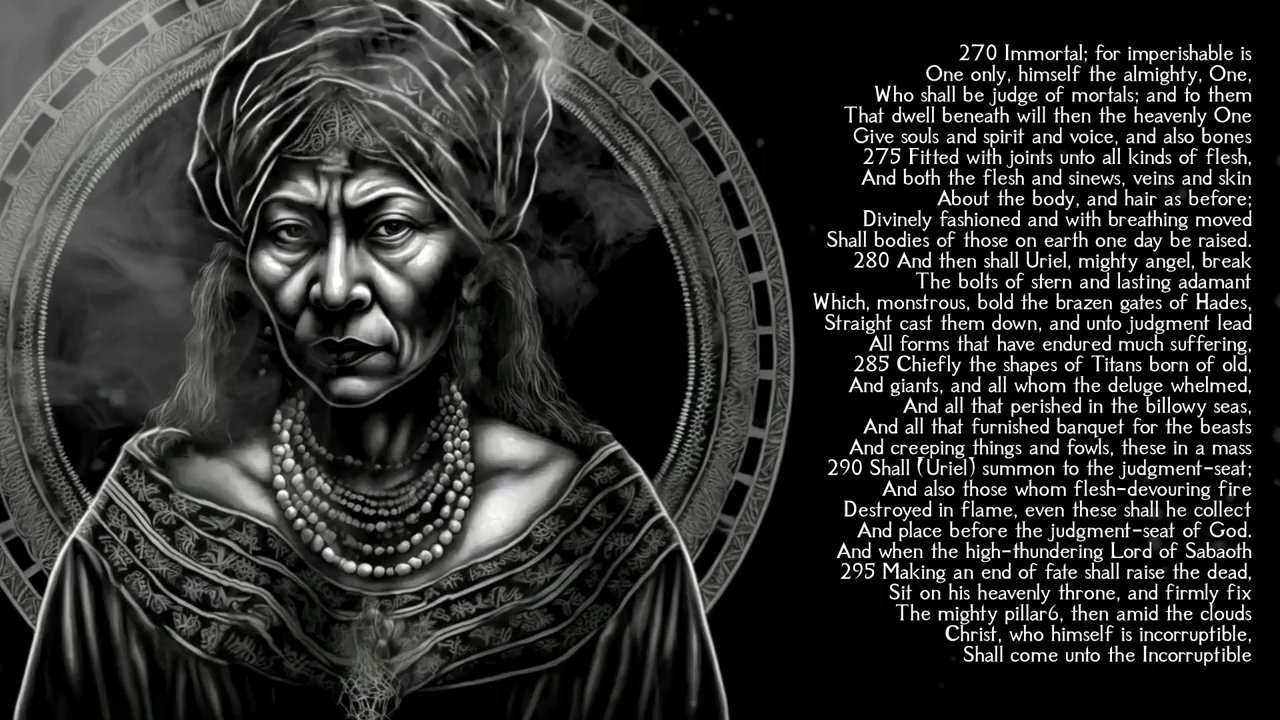 270 Immortal; for imperishable is
One only, himself the almighty, One,
Who shall be judge of mortals; and to them
That dwell beneath will then the heavenly One
Give souls and spirit and voice, and also bones
275 Fitted with joints unto all kinds of flesh,
And both the flesh and sinews, veins and skin
About the body, and hair as before;
Divinely fashioned and with breathing moved
Shall bodies of those on earth one day be raised.
280 And then shall Uriel, mighty angel, break
The bolts of stern and lasting adamant
Which, monstrous, bold the brazen gates of Hades,
Straight cast them down, and unto judgment lead
All forms that have endured much suffering,
285 Chiefly the shapes of Titans born of old,
And giants, and all whom the deluge whelmed,
And all that perished in the billowy seas,
And all that furnished banquet for the beasts
And creeping things and fowls, these in a mass
290 Shall (Uriel) summon to the judgment-seat;
And also those whom flesh-devouring fire
Destroyed in flame, even these shall he collect
And place before the judgment-seat of God.
And when the high-thundering Lord of Sabaoth
295 Making an end of fate shall raise the dead,
Sit on his heavenly throne, and firmly fix
The mighty pillar6, then amid the clouds
Christ, who himself is incorruptible,
Shall come unto the Incorruptible